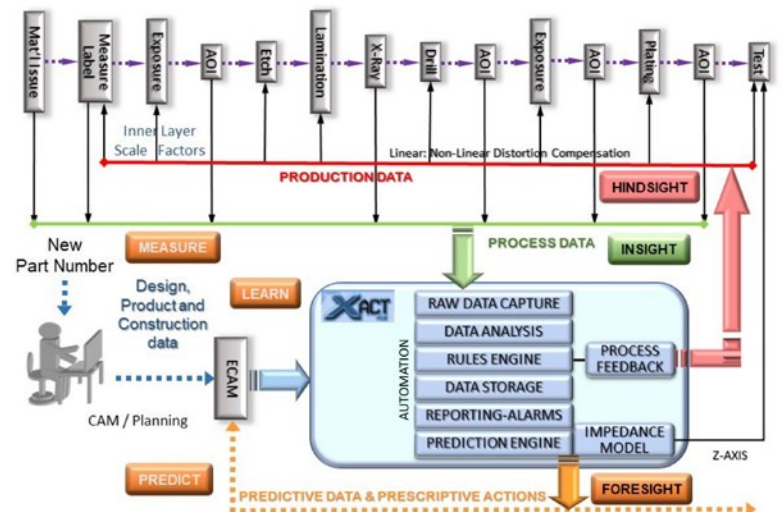 Mat'l Issue
Measure
Label
Exposure
AOI
Etch
Lamination
X-Ray
Drill
AOI
Exposure
AOI
Plating
AOI
Test
Inner Layer
Scale Factors
Linear: Non-Linear Distortion Compensation
PRODUCTION DATA
HINDSIGHT
New
Part Number
MEASURE
PROCESS DATA
INSIGHT
Design,
Product and
Construction
data
LEARN
XACT
RAW DATA CAPTURE
DATA ANALYSIS
RULES ENGINE
DATA STORAGE
REPORTING-ALARMS
PREDICTION ENGINE
AUTOMATION
PROCESS
FEEDBACK
IMPEDANCE
MODEL
ECAM
CAM / Planning
Z-AXIS
PREDICT
PREDICTIVE DATA & PRESCRIPTIVE ACTIONS
FORESIGHT